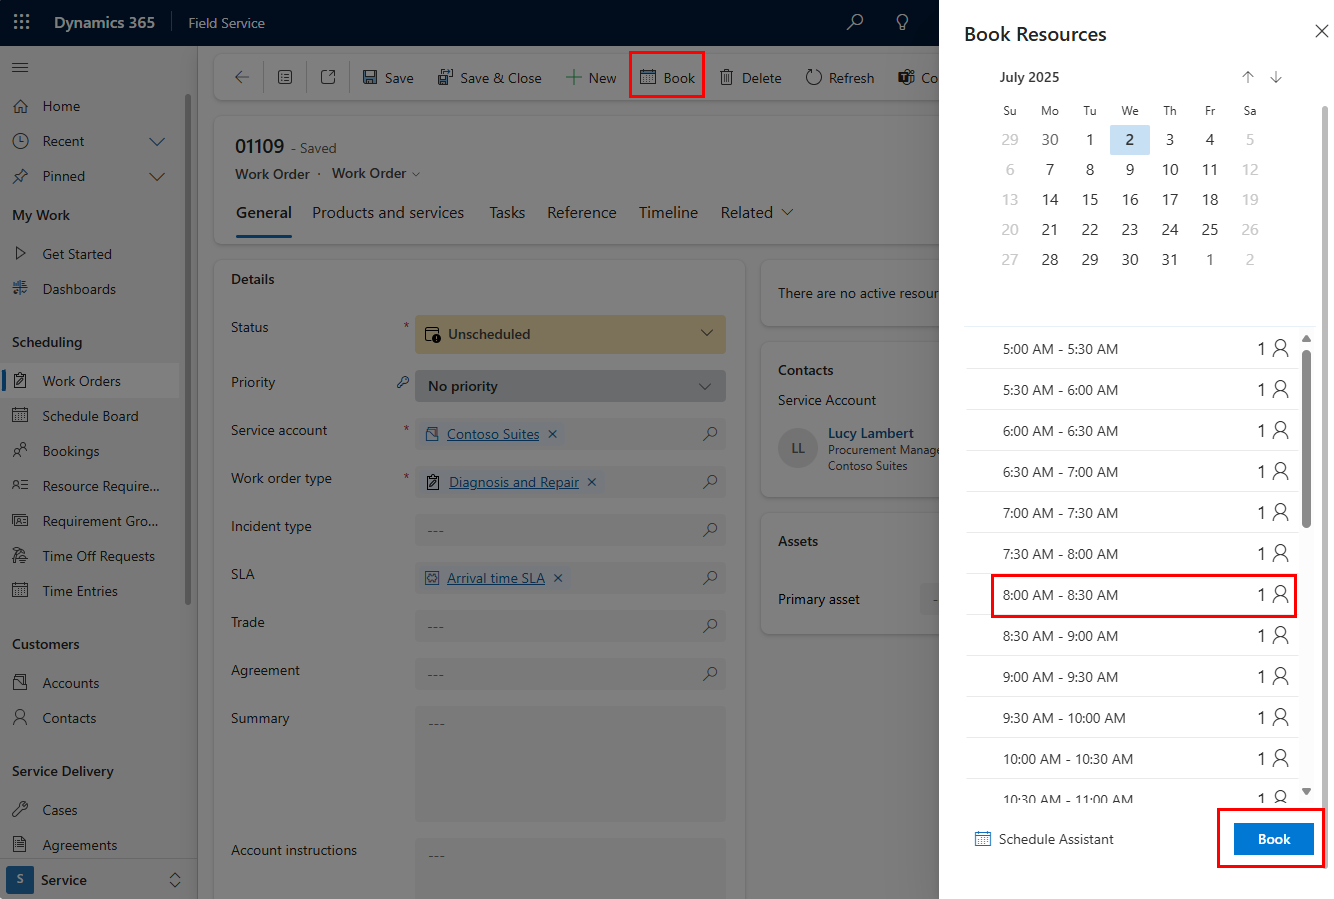 Dynamics 365
Field Service
Save
Save & Close
New
Book
Delete
Refresh
Co
Home
Recent
Pinned
My Work
Get Started
Dashboards
Scheduling
Work Orders
Schedule Board
Bookings
Resource Require...
Requirement Gro...
Time Off Requests
Time Entries
Customers
Accounts
Contacts
Service Delivery
Cases
Agreements
S Service
01109 - Saved
Work Order · Work Order
General Products and services Tasks Reference Timeline Related
Details
Status * Unscheduled
Priority No priority
Service account * Contoso Suites
Work order type * Diagnosis and Repair
Incident type ---
SLA Arrival time SLA
Trade ---
Agreement ---
Summary ---
Account instructions ---
There are no active resour
Contacts
Service Account
LL
Lucy Lambert
Procurement Manage
Contoso Suites
Assets
Primary asset -
Book Resources
July 2025
Su Mo Tu We Th Fr Sa
29 30 1 2 3 4 5
6 7 8 9 10 11 12
13 14 15 16 17 18 19
20 21 22 23 24 25 26
27 28 29 30 31 1 2
5:00 AM - 5:30 AM 1
5:30 AM - 6:00 AM 1
6:00 AM - 6:30 AM 1
6:30 AM - 7:00 AM 1
7:00 AM - 7:30 AM 1
7:30 AM - 8:00 AM 1
8:00 AM - 8:30 AM 1
8:30 AM - 9:00 AM 1
9:00 AM - 9:30 AM 1
9:30 AM - 10:00 AM 1
10:00 AM - 10:30 AM 1
10:30 AM - 11:00 AM 1
Schedule Assistant
Book